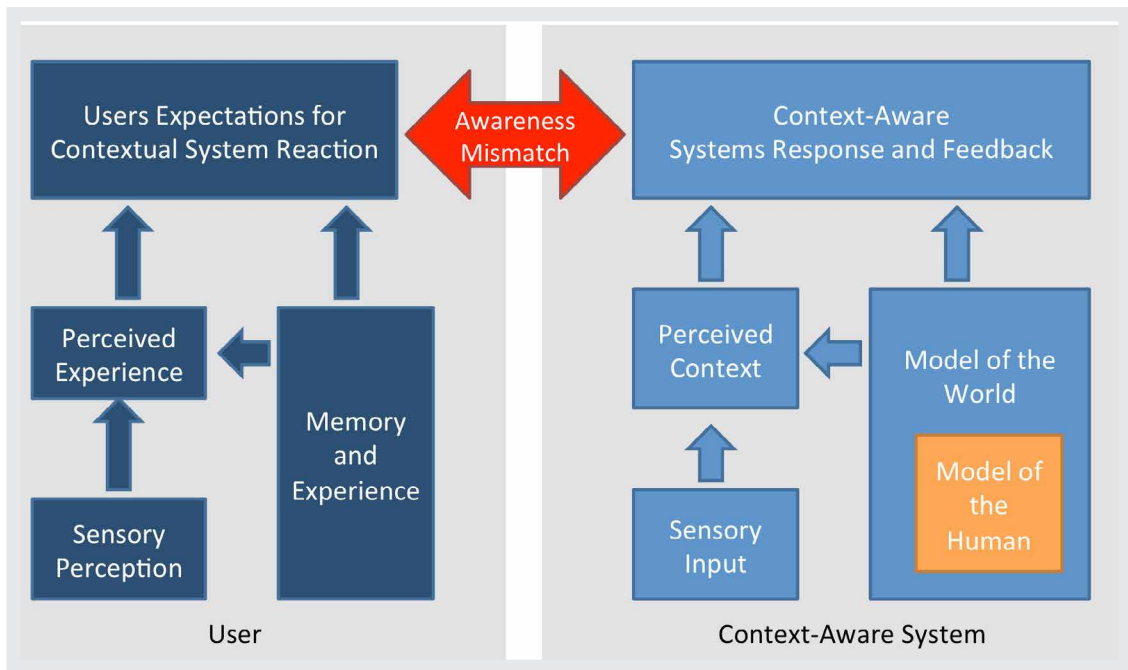 Users Expectations for
Contextual System Reaction
Awareness
Mismatch
Context-Aware
Systems Response and Feedback
Perceived
Experience
Memory
and
Experience
Sensory
Perception
User
Perceived
Context
Model of the
World
Model of
the
Human
Sensory
Input
Context-Aware System